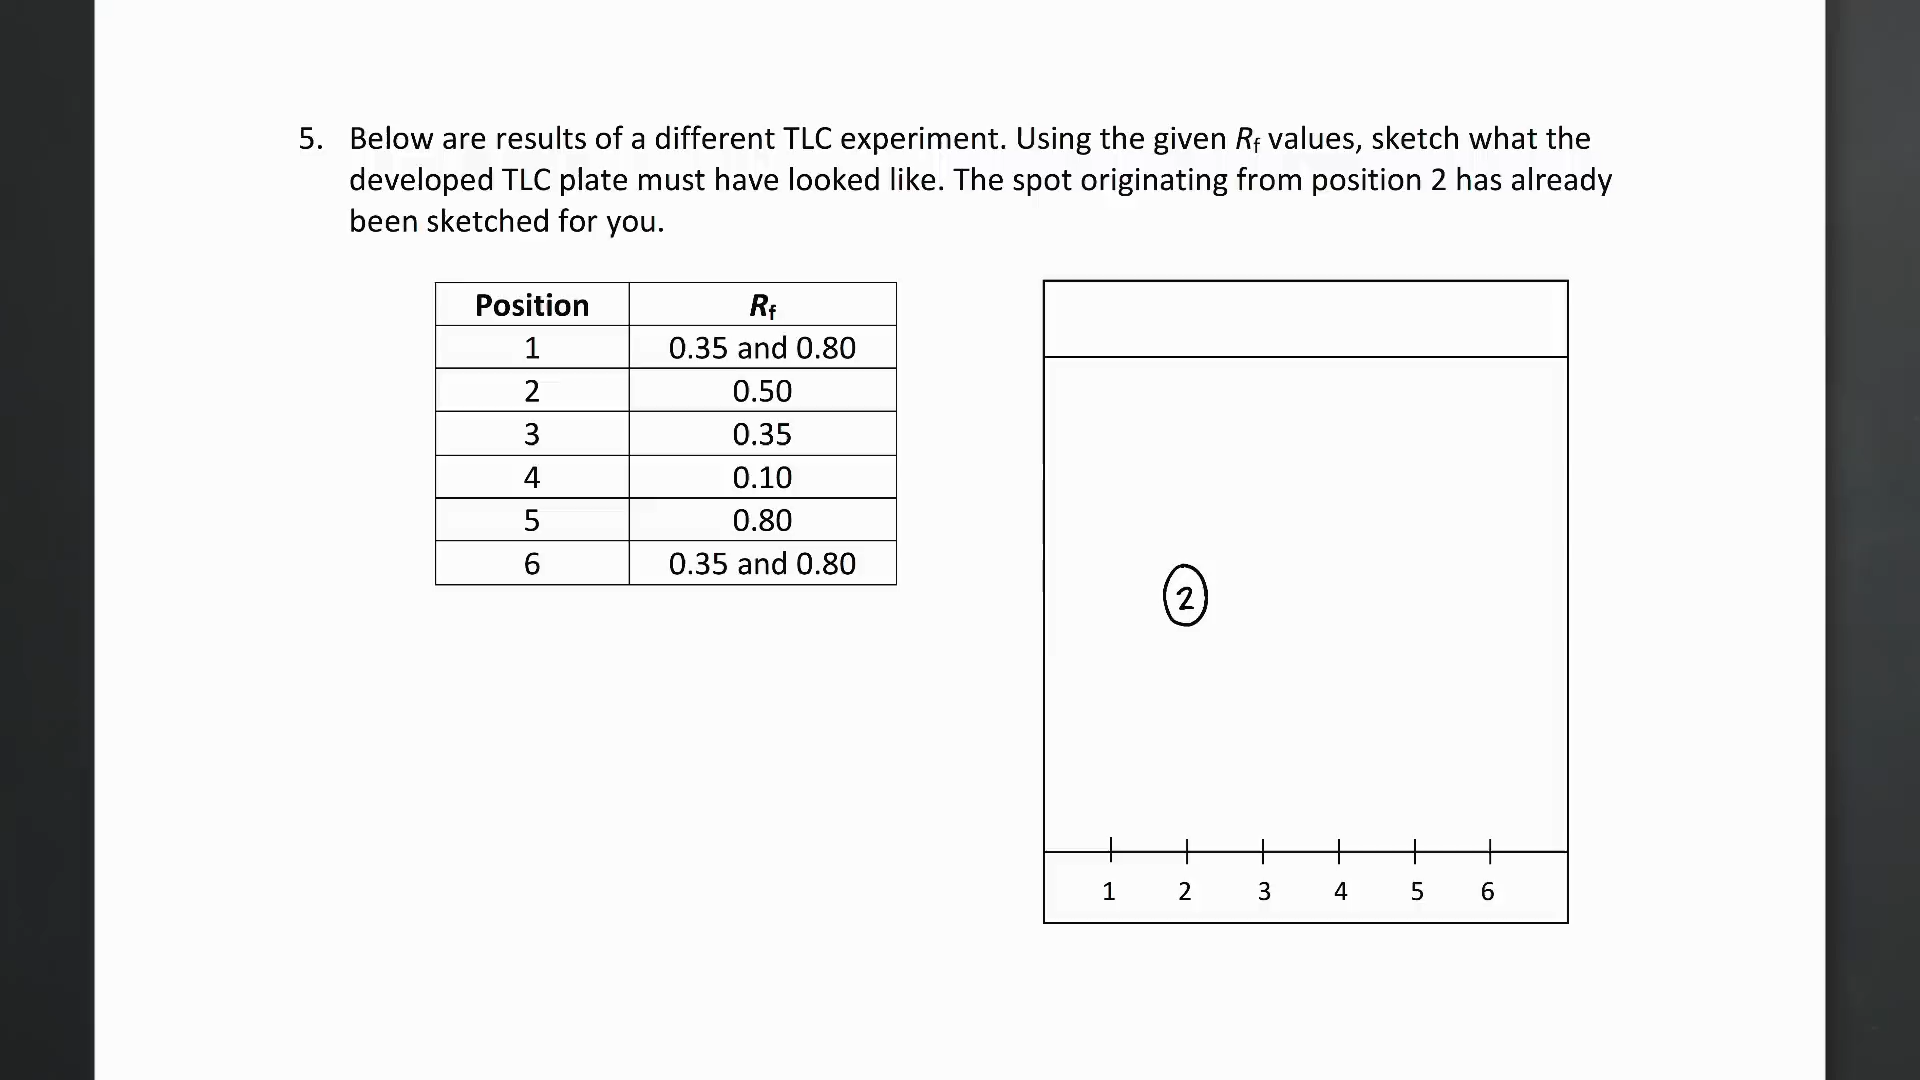 5. Below are results of a different TLC experiment. Using the given Rf values, sketch what the
developed TLC plate must have looked like. The spot originating from position 2 has already
been sketched for you.
Position Rf
1 0.35 and 0.80
2 0.50
3 0.35
4 0.10
5 0.80
6 0.35 and 0.80
2
1 2 3 4 5 6